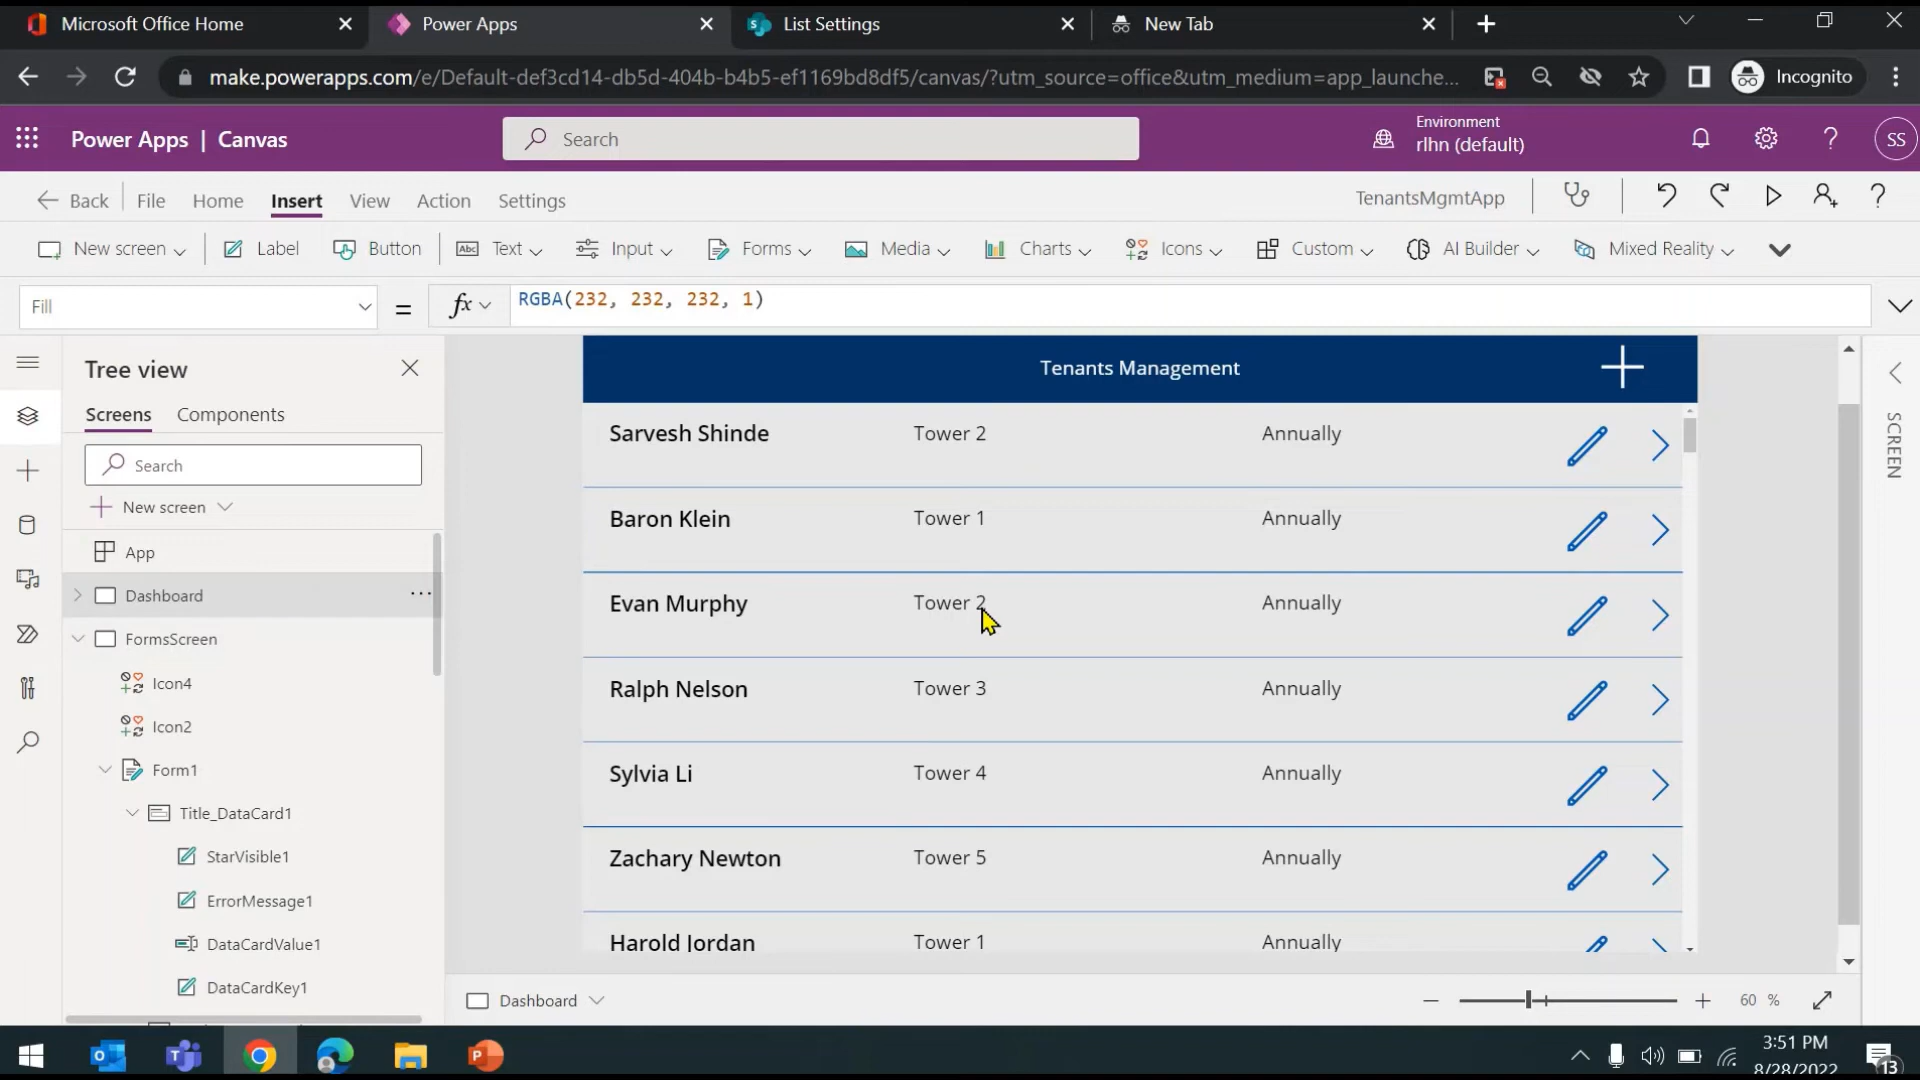 Microsoft Office Home
Power Apps
List Settings
New Tab
make.powerapps.com/e/Default-def3cd14-db5d-404b-b4b5-ef1169bd8df5/canvas/?utm_source=office&utm_medium=app_launche...
Incognito
Power Apps | Canvas
Search
Environment
rlhn (default)
SS
Back
File
Home
Insert
View
Action
Settings
TenantsMgmtApp
New screen
Label
Button
Abc Text
Input
Forms
Media
Charts
Icons
Custom
AI Builder
Mixed Reality
Fill
=
fx
RGBA(232, 232, 232, 1)
Tree view
Screens
Components
Search
New screen
App
Dashboard
FormsScreen
Icon4
Icon2
Form1
Title_DataCard1
StarVisible1
ErrorMessage1
DataCardValue1
DataCardKey1
Tenants Management
Sarvesh Shinde Tower 2 Annually
Baron Klein Tower 1 Annually
Evan Murphy Tower 2 Annually
Ralph Nelson Tower 3 Annually
Sylvia Li Tower 4 Annually
Zachary Newton Tower 5 Annually
Harold Jordan Tower 1 Annually
SCREEN
Dashboard
60 %
3:51 PM
8/28/2022
13